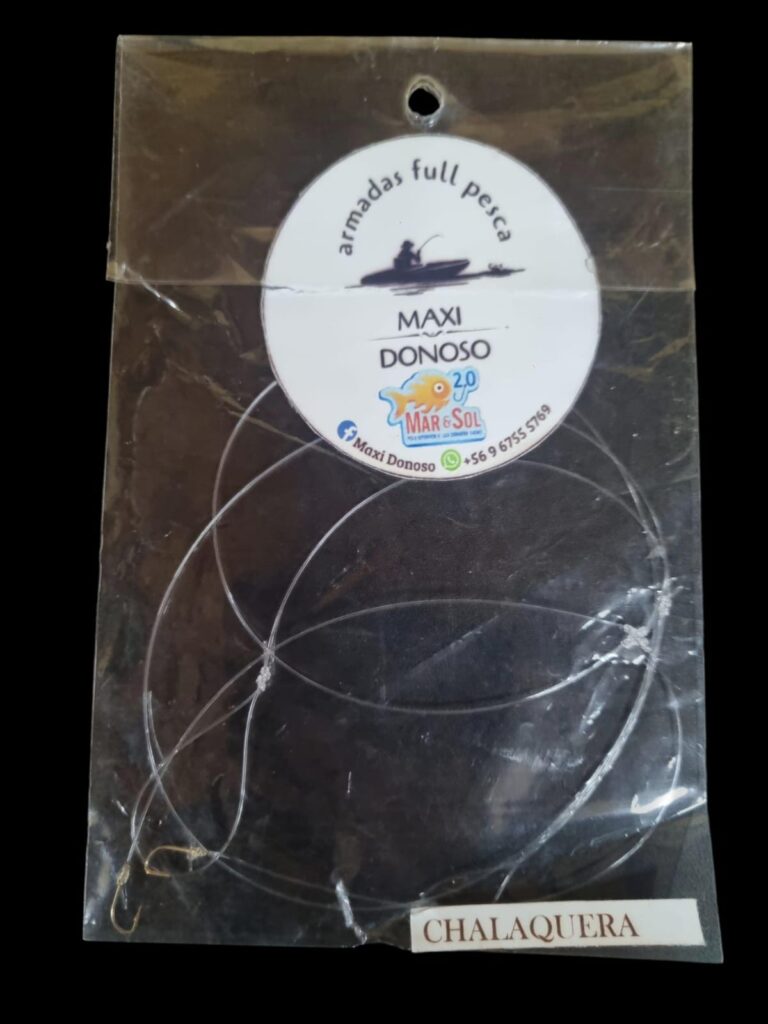 armadas full pesca
MAXI
DONOSO
2.0
MAR & SOL
Maxi Donoso
+56 9 6755 5769
CHALAQUERA